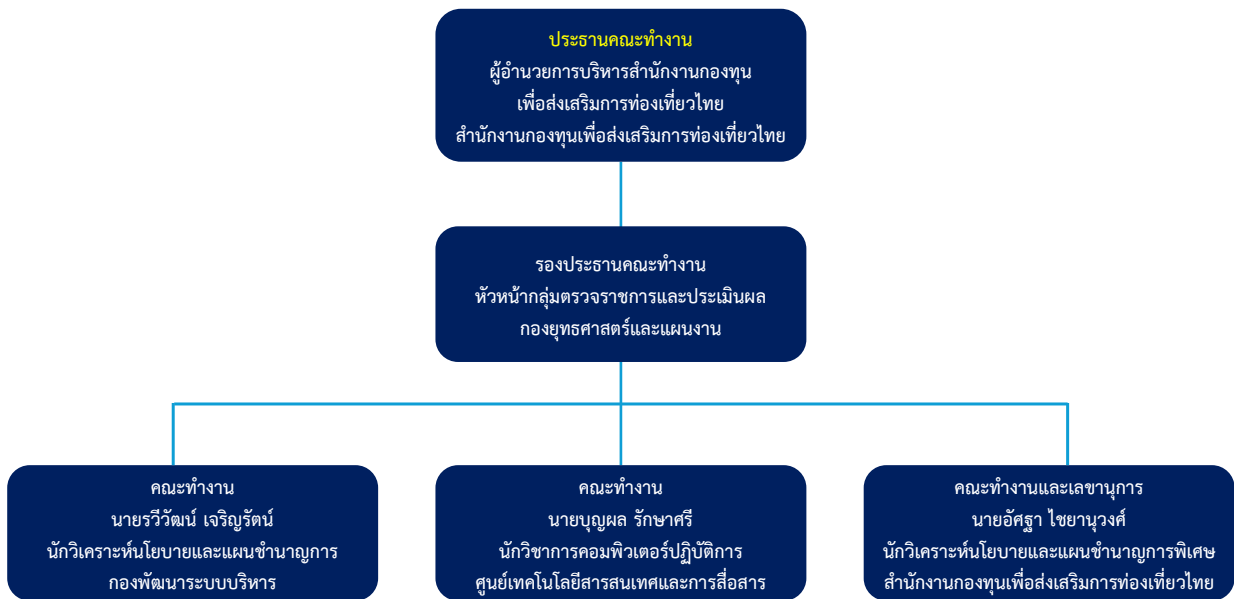 ประธานคณะทำงาน
ผู้อำนวยการบริหารสำนักงานกองทุน
เพื่อส่งเสริมการท่องเที่ยวไทย
สำนักงานกองทุนเพื่อส่งเสริมการท่องเที่ยวไทย
รองประธานคณะทำงาน
หัวหน้ากลุ่มตรวจราชการและประเมินผล
กองยุทธศาสตร์และแผนงาน
คณะทำงาน
นายรวีวัฒน์ เจริญรัตน์
นักวิเคราะห์นโยบายและแผนชำนาญการ
กองพัฒนาระบบบริหาร
คณะทำงาน
นายบุญผล รักษาศรี
นักวิชาการคอมพิวเตอร์ปฏิบัติการ
ศูนย์เทคโนโลยีสารสนเทศและการสื่อสาร
คณะทำงานและเลขานุการ
นายอัศฐา ไชยานุวงศ์
นักวิเคราะห์นโยบายและแผนชำนาญการพิเศษ
สำนักงานกองทุนเพื่อส่งเสริมการท่องเที่ยวไทย